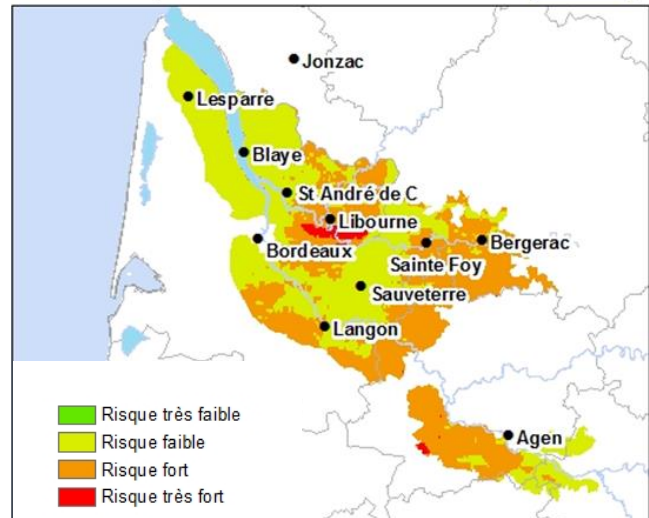 Jonzac
Lesparre
Blaye
St André de C
Libourne
Bordeaux
Bergerac
Sainte Foy
Sauveterre
Langon
Agen
Risque très faible
Risque faible
Risque fort
Risque très fort